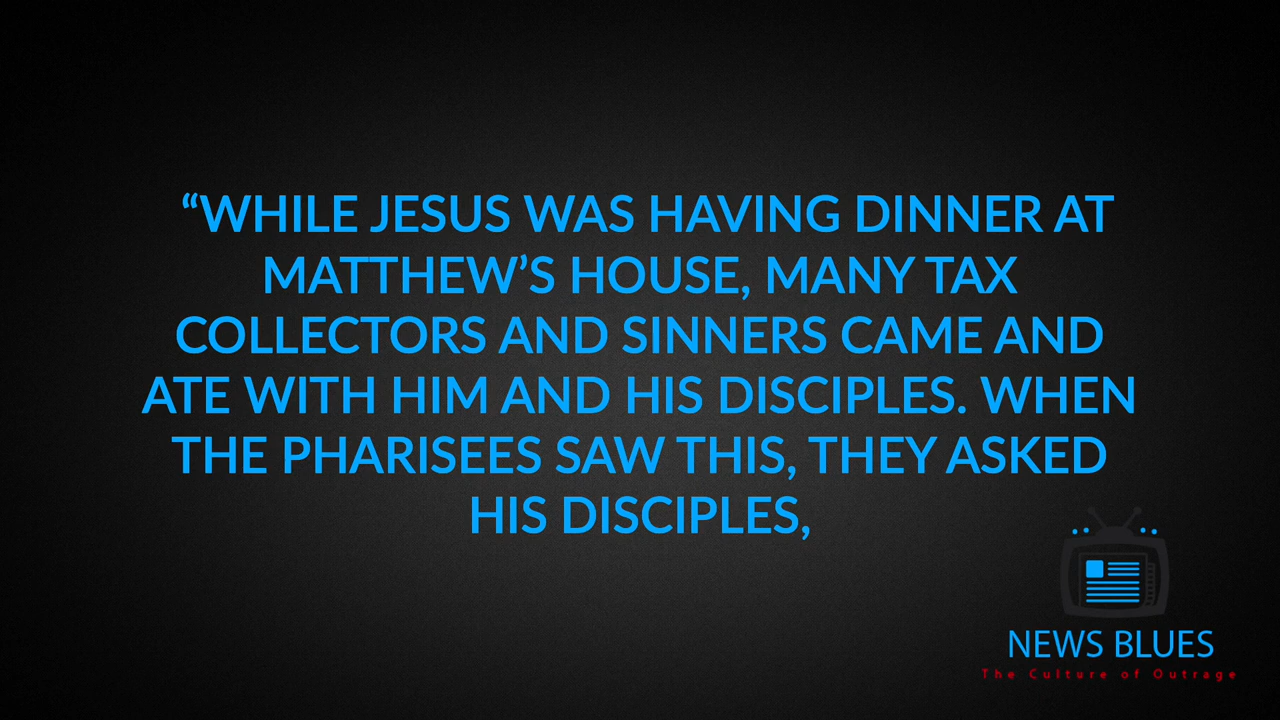 “WHILE JESUS WAS HAVING DINNER AT
MATTHEW’S HOUSE, MANY TAX
COLLECTORS AND SINNERS CAME AND
ATE WITH HIM AND HIS DISCIPLES. WHEN
THE PHARISEES SAW THIS, THEY ASKED
HIS DISCIPLES,
NEWS BLUES
The Culture of Outrage